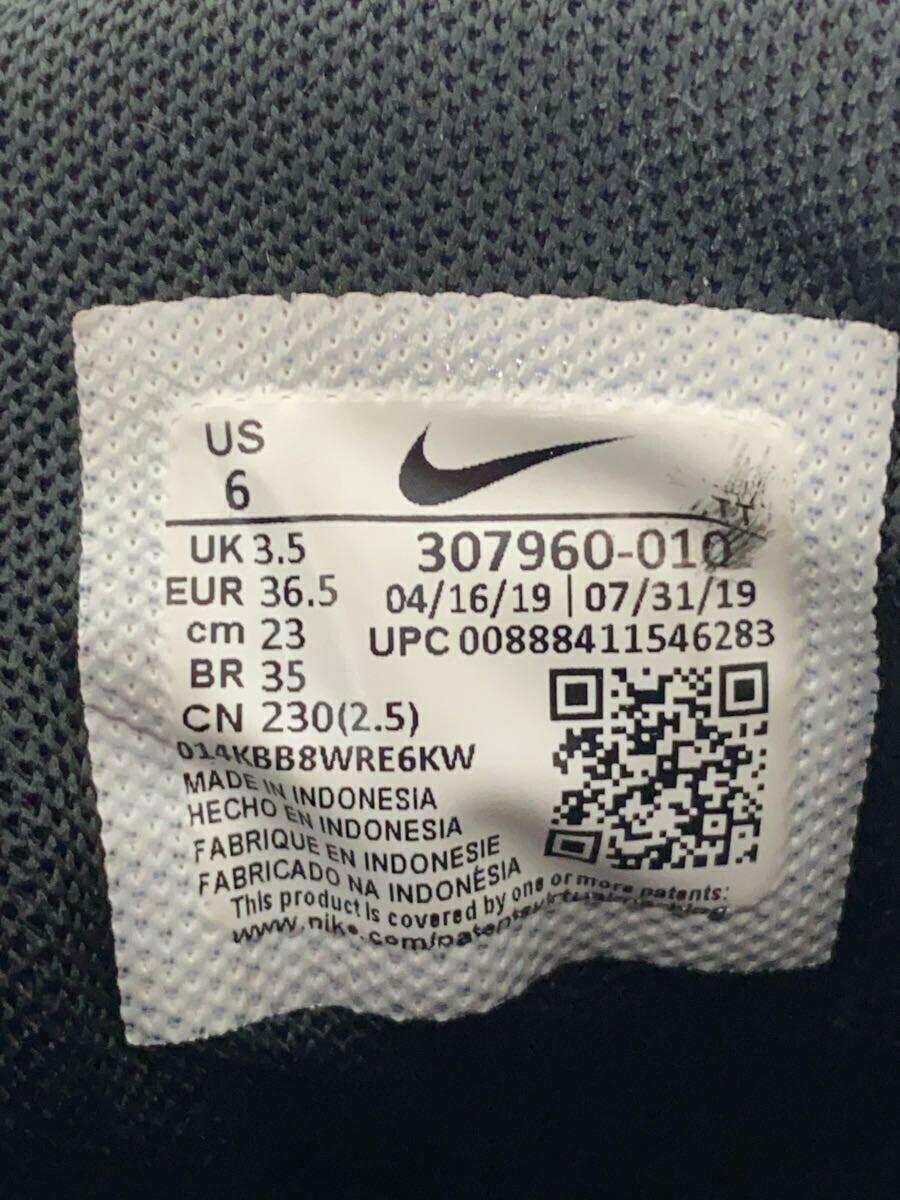 US
6
UK 3.5
EUR 36.5
cm 23
BR 35
CN 230(2.5)
307960-010
04/16/19 | 07/31/19
UPC 00888411546283
014KBB8WRE6KW
MADE IN INDONESIA
HECHO EN INDONESIA
FABRIQUE EN INDONESIE
FABRICADO NA INDONÉSIA
This product is covered by one or more patents:
www.nike.com/patentsvirtualmarking